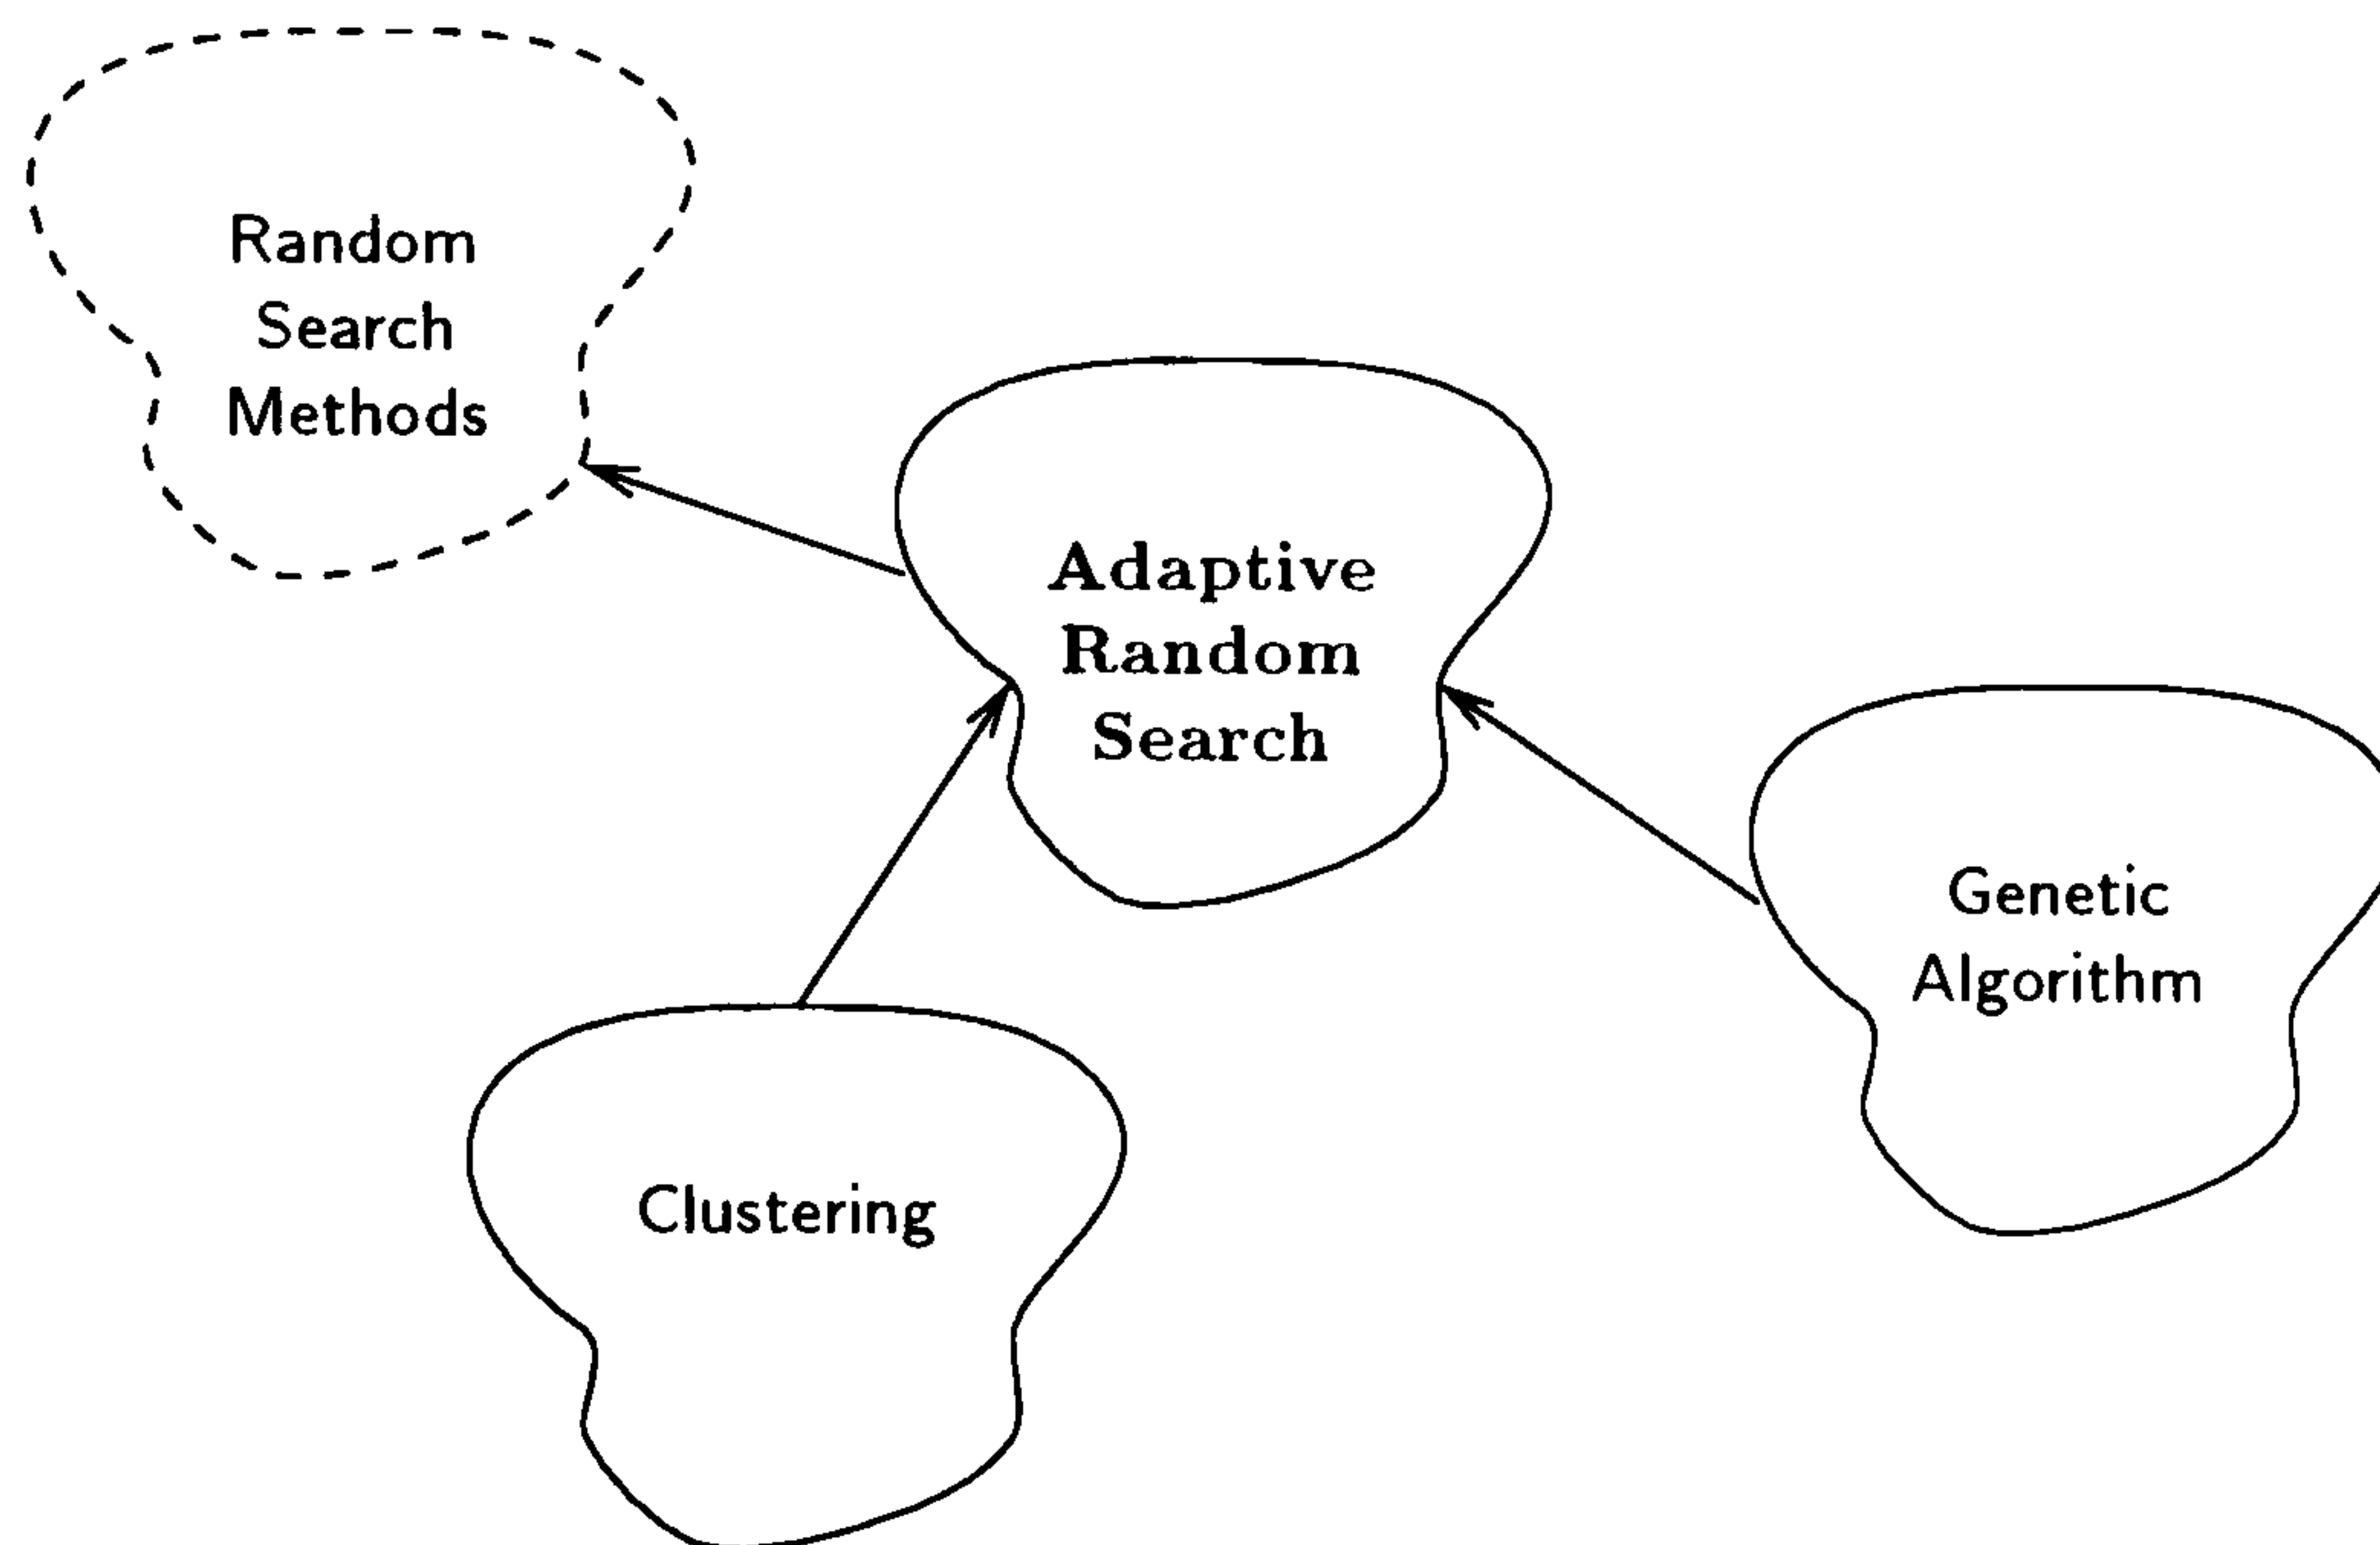 Random
Search
Methods
Adaptive
Random
Search
Genetic
Algorithm
Clustering